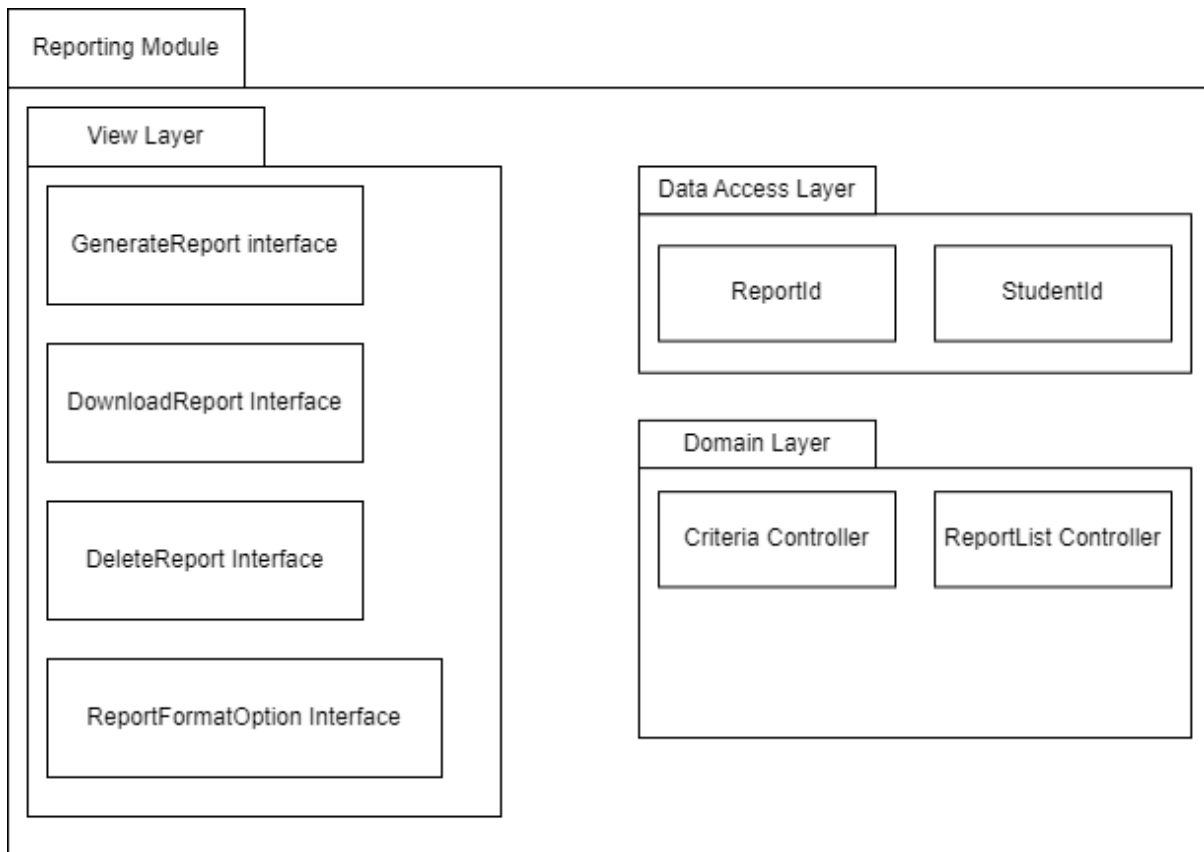 Reporting Module
View Layer
GenerateReport interface
DownloadReport Interface
DeleteReport Interface
ReportFormatOption Interface
Data Access Layer
ReportId
StudentId
Domain Layer
Criteria Controller
ReportList Controller